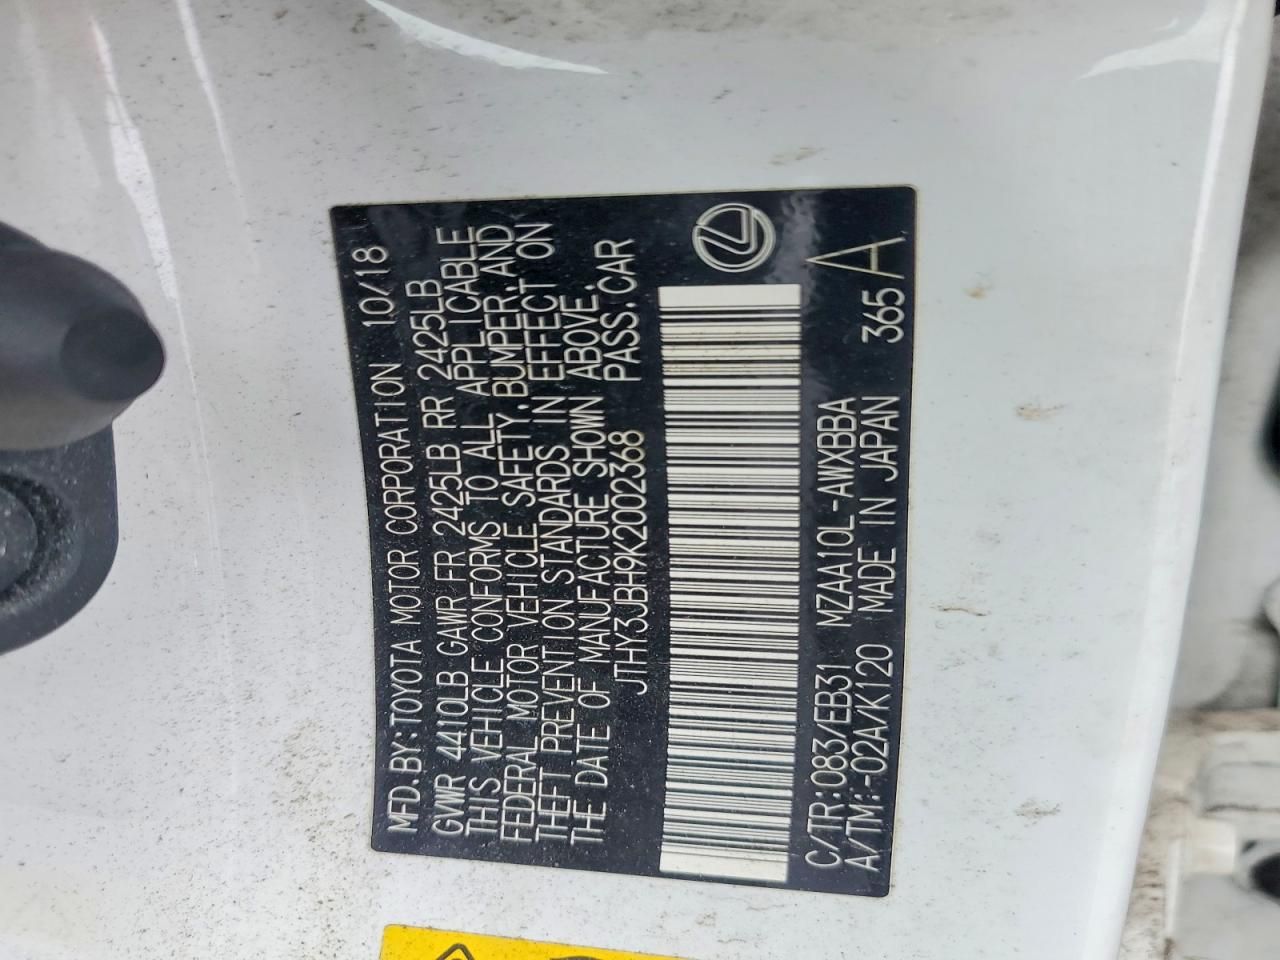 MFD.BY:TOYOTA MOTOR CORPORATION 10/18
GVWR 4410LB GAWR FR 2425LB RR 2425LB
THIS VEHICLE CONFORMS TO ALL APPLICABLE
FEDERAL MOTOR VEHICLE SAFETY,BUMPER,AND
THEFT PREVENTION STANDARDS IN EFFECT ON
THE DATE OF MANUFACTURE SHOWN ABOVE.
JTHY3JBH9K2002368 PASS.CAR
C/TR:083/EB31 MZAA10L-AWXBBA
A/TM:-02A/K120 MADE IN JAPAN 365/A